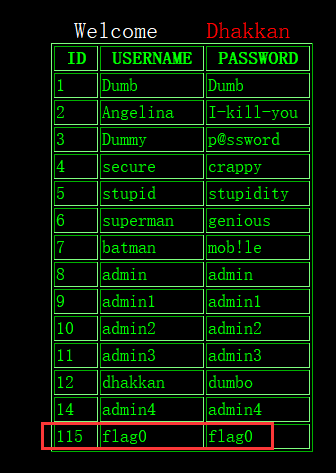 Welcome Dhakkan
ID USERNAME PASSWORD
1 Dumb Dumb
2 Angelina I-kill-you
3 Dummy p@ssword
4 secure crappy
5 stupid stupidity
6 superman genious
7 batman mob!le
8 admin admin
9 admin1 admin1
10 admin2 admin2
11 admin3 admin3
12 dhakkan dumbo
14 admin4 admin4
115 flag0 flag0